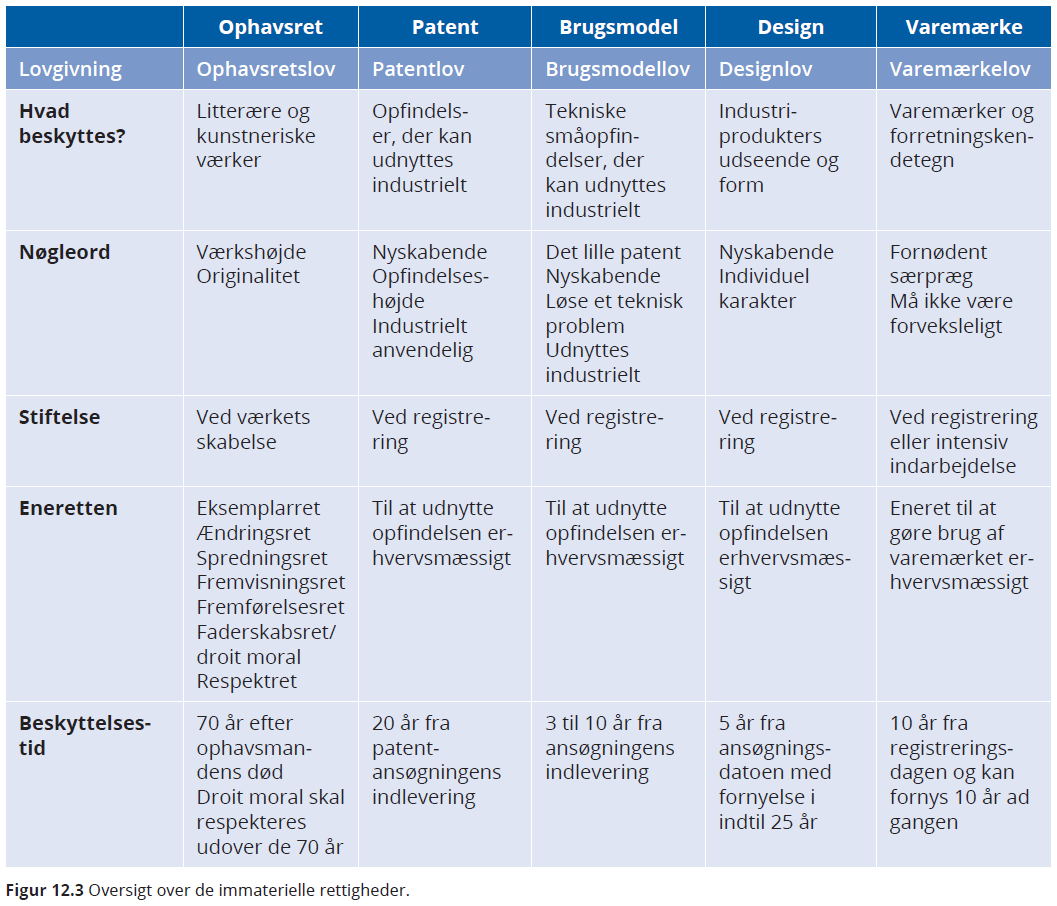 Ophavsret Patent Brugsmodel Design Varemærke
Lovgivning Ophavsretslov Patentlov Brugsmodellov Designlov Varemærkelov
Hvad
beskyttes?
Litterære og
kunstneriske
værker
Opfindels-
er, der kan
udnyttes
industrielt
Tekniske
småopfin-
delser, der
kan udnyttes
industrielt
Industri-
produkters
udseende og
form
Varemærker og
forretningsken-
detegn
Nøgleord
Værkshøjde
Originalitet
Nyskabende
Opfindelses-
højde
Industrielt
anvendelig
Det lille patent
Nyskabende
Løse et teknisk
problem
Udnyttes
industrielt
Nyskabende
Individuel
karakter
Fornødent
særpræg
Må ikke være
forveksleligt
Stiftelse
Ved værkets
skabelse
Ved registre-
ring
Ved registre-
ring
Ved registre-
ring
Ved registrering
eller intensiv
indarbejdelse
Eneretten
Eksemplarret
Ændringsret
Spredningsret
Fremvisningsret
Fremførelsesret
Faderskabsret/
droit moral
Respektret
Til at udnytte
opfindelsen er-
hvervsmæssigt
Til at udnytte
opfindelsen er-
hvervsmæssigt
Til at udnytte
opfindelsen
erhvervsmæs-
sigt
Eneret til at
gøre brug af
varemærket er-
hvervsmæssigt
Beskyttelses-
tid
70 år efter
ophavsman-
dens død
Droit moral skal
respekteres
udover de 70 år
20 år fra
patent-
ansøgningens
indlevering
3 til 10 år fra
ansøgningens
indlevering
5 år fra
ansøgnings-
datoen med
fornyelse i
indtil 25 år
10 år fra
registrerings-
dagen og kan
fornys 10 år ad
gangen
Figur 12.3 Oversigt over de immaterielle rettigheder.